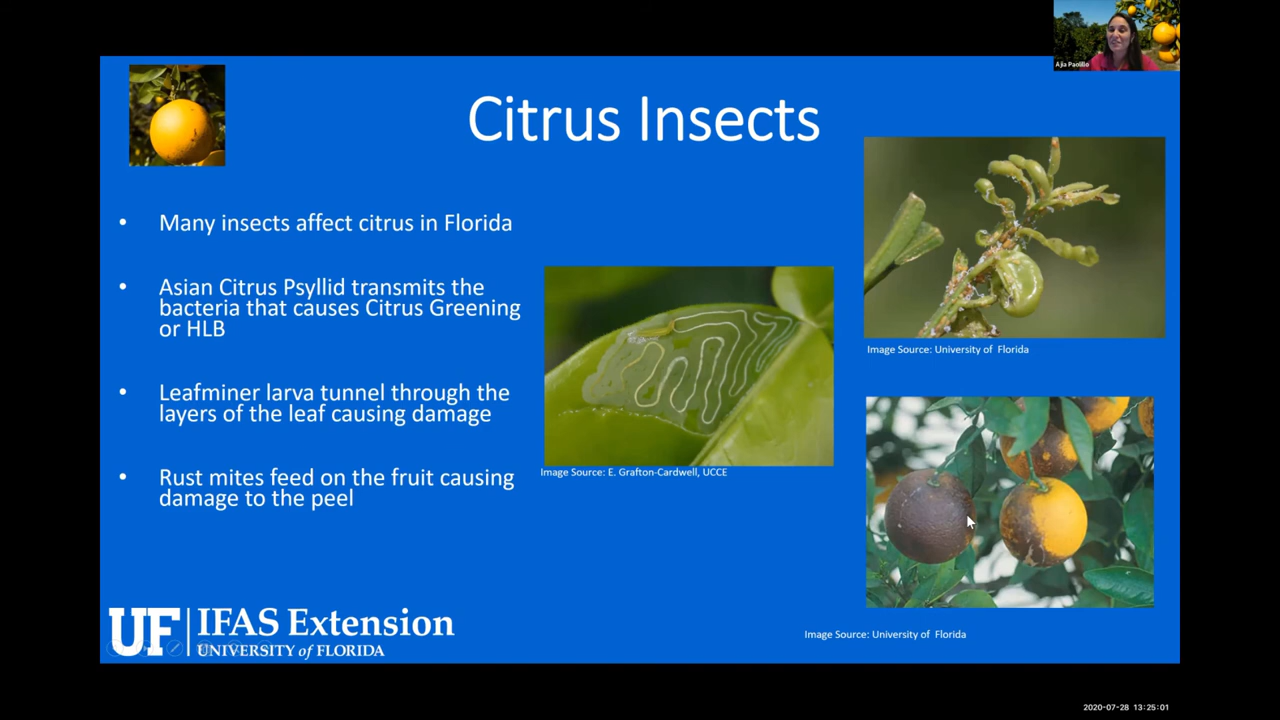 Ajia Paolillo
Citrus Insects
• Many insects affect citrus in Florida
• Asian Citrus Psyllid transmits the
bacteria that causes Citrus Greening
or HLB
• Leafminer larva tunnel through the
layers of the leaf causing damage
• Rust mites feed on the fruit causing
damage to the peel
Image Source: University of Florida
Image Source: E. Grafton-Cardwell, UCCE
Image Source: University of Florida
UF IFAS Extension
UNIVERSITY of FLORIDA
2020-07-28 13:25:01